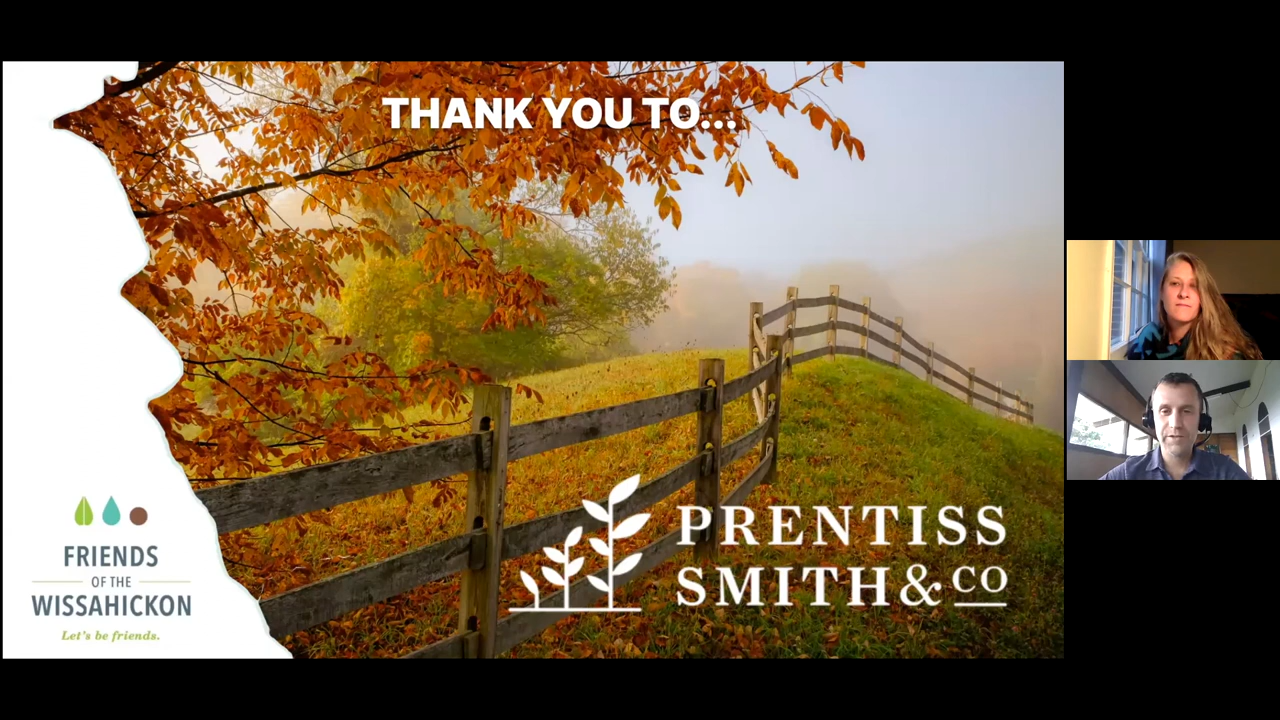 THANK YOU TO...
FRIENDS
OF THE
WISSAHICKON
Let's be friends.
PRENTISS
SMITH & CO